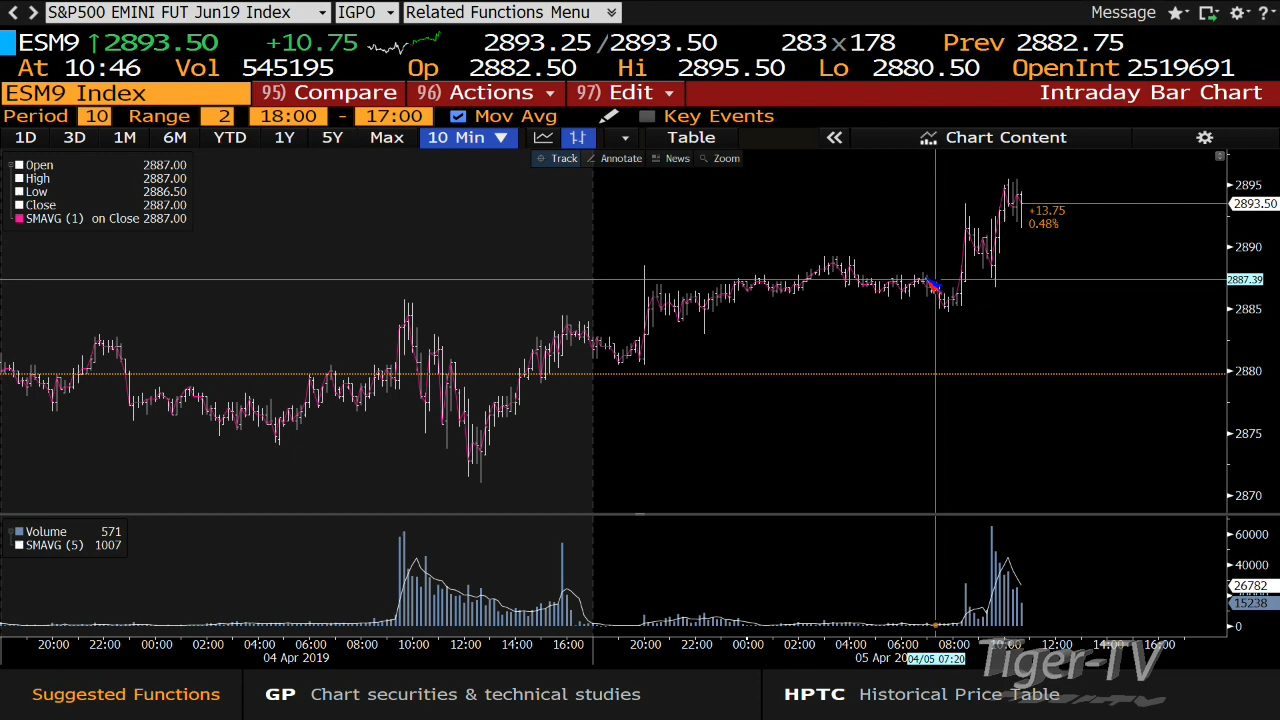 S&P500 EMINI FUT Jun19 Index IGPO Related Functions Menu Message ?
ESM9 ↑2893.50 +10.75 2893.25/2893.50 283x178 Prev 2882.75
At 10:46 Vol 545195 Op 2882.50 Hi 2895.50 Lo 2880.50 OpenInt 2519691
ESM9 Index 95) Compare 96) Actions 97) Edit Intraday Bar Chart
Period 10 Range 2 18:00 - 17:00 Mov Avg Key Events
1D 3D 1M 6M YTD 1Y 5Y Max 10 Min Table Chart Content
Track Annotate News Zoom
Open 2887.00
High 2887.00
Low 2886.50
Close 2887.00
SMAVG (1) on Close 2887.00
2895
2893.50
+13.75
0.48%
2890
2887.39
2885
2880
2875
2870
Volume 571
SMAVG (5) 1007
60000
40000
26782
15238
0
20:00 22:00 00:00 02:00 04:00 06:00 08:00 10:00 12:00 14:00 16:00 20:00 22:00 00:00 02:00 04:00 06:00 08:00 10:00 12:00 14:00 16:00
04 Apr 2019 05 Apr 20 04/05 07:20
Tiger-TV
Suggested Functions GP Chart securities & technical studies HPTC Historical Price Table